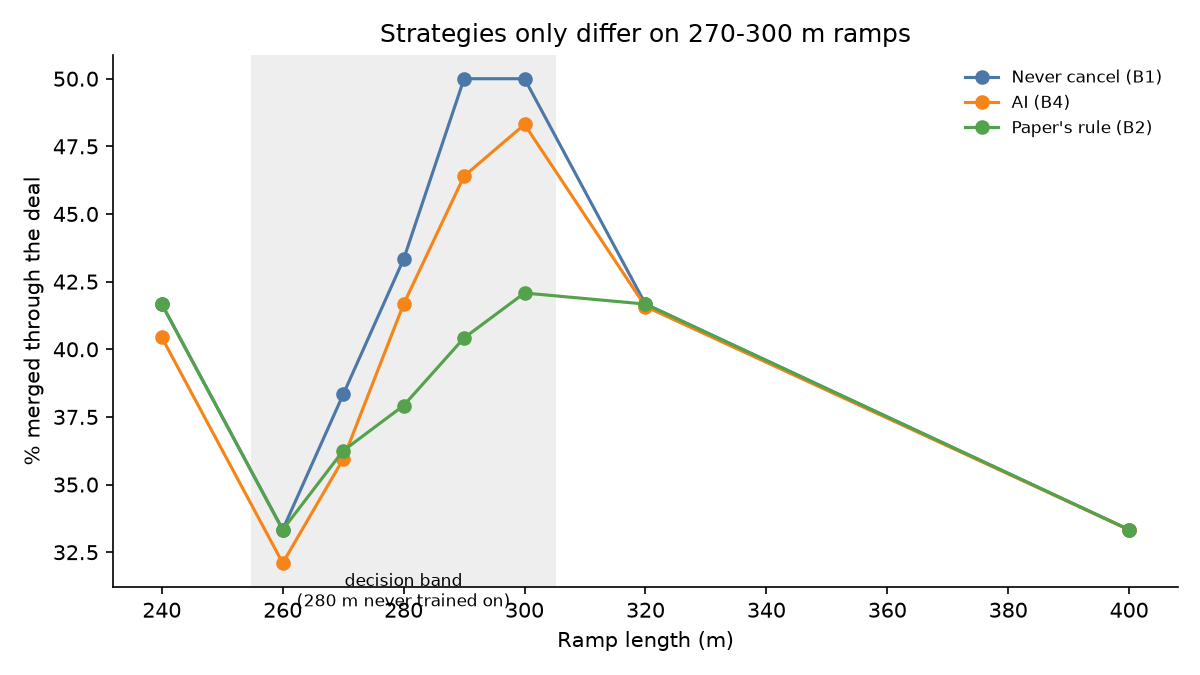 Strategies only differ on 270-300 m ramps
Never cancel (B1)
AI (B4)
Paper's rule (B2)
% merged through the deal
50.0
47.5
45.0
42.5
40.0
37.5
35.0
32.5
decision band
(280 m never trained on)
240 260 280 300 320 340 360 380 400
Ramp length (m)